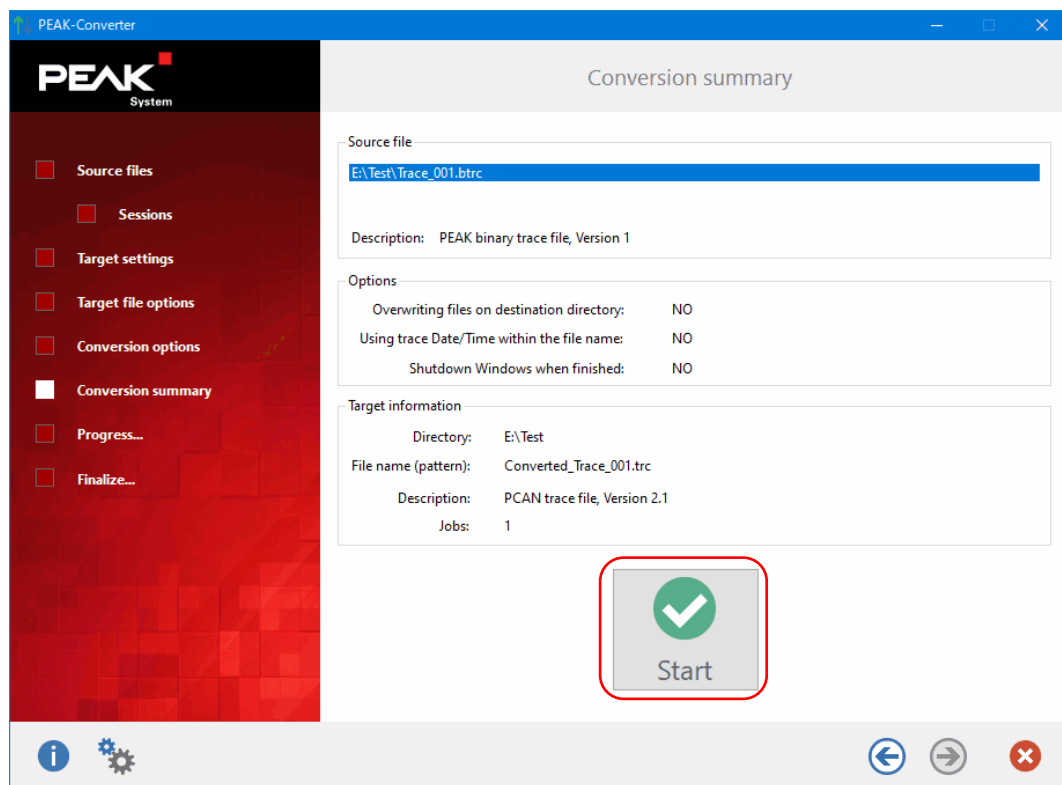 PEAK-Converter
PEAK
System
Conversion summary
Source files
Sessions
Target settings
Target file options
Conversion options
Conversion summary
Progress...
Finalize...
Source file
E:\Test\Trace_001.btrc
Description: PEAK binary trace file, Version 1
Options
Overwriting files on destination directory: NO
Using trace Date/Time within the file name: NO
Shutdown Windows when finished: NO
Target information
Directory: E:\Test
File name (pattern): Converted_Trace_001.trc
Description: PCAN trace file, Version 2.1
Jobs: 1
Start